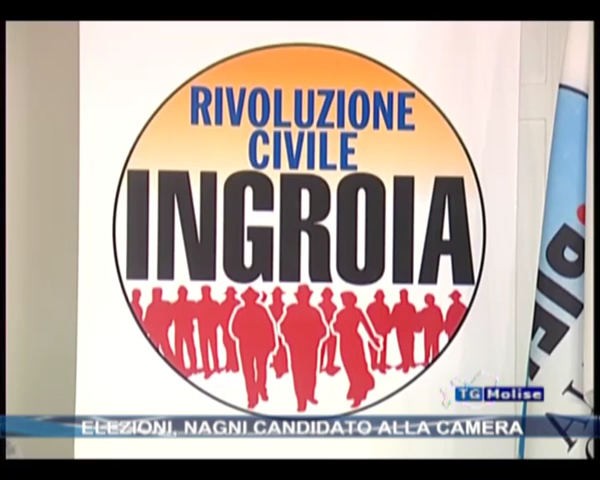 RIVOLUZIONE
CIVILE
INGROIA
TG Molise
ELEZIONI, NAGNI CANDIDATO ALLA CAMERA